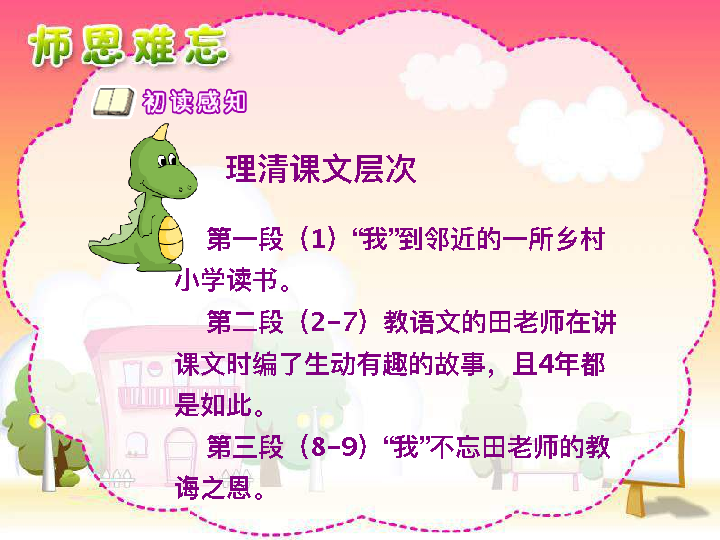 师恩难忘
初读感知
理清课文层次
第一段（1）“我”到邻近的一所乡村
小学读书。
第二段（2–7）教语文的田老师在讲
课文时编了生动有趣的故事，且4年都
是如此。
第三段（8–9）“我”不忘田老师的教
诲之恩。